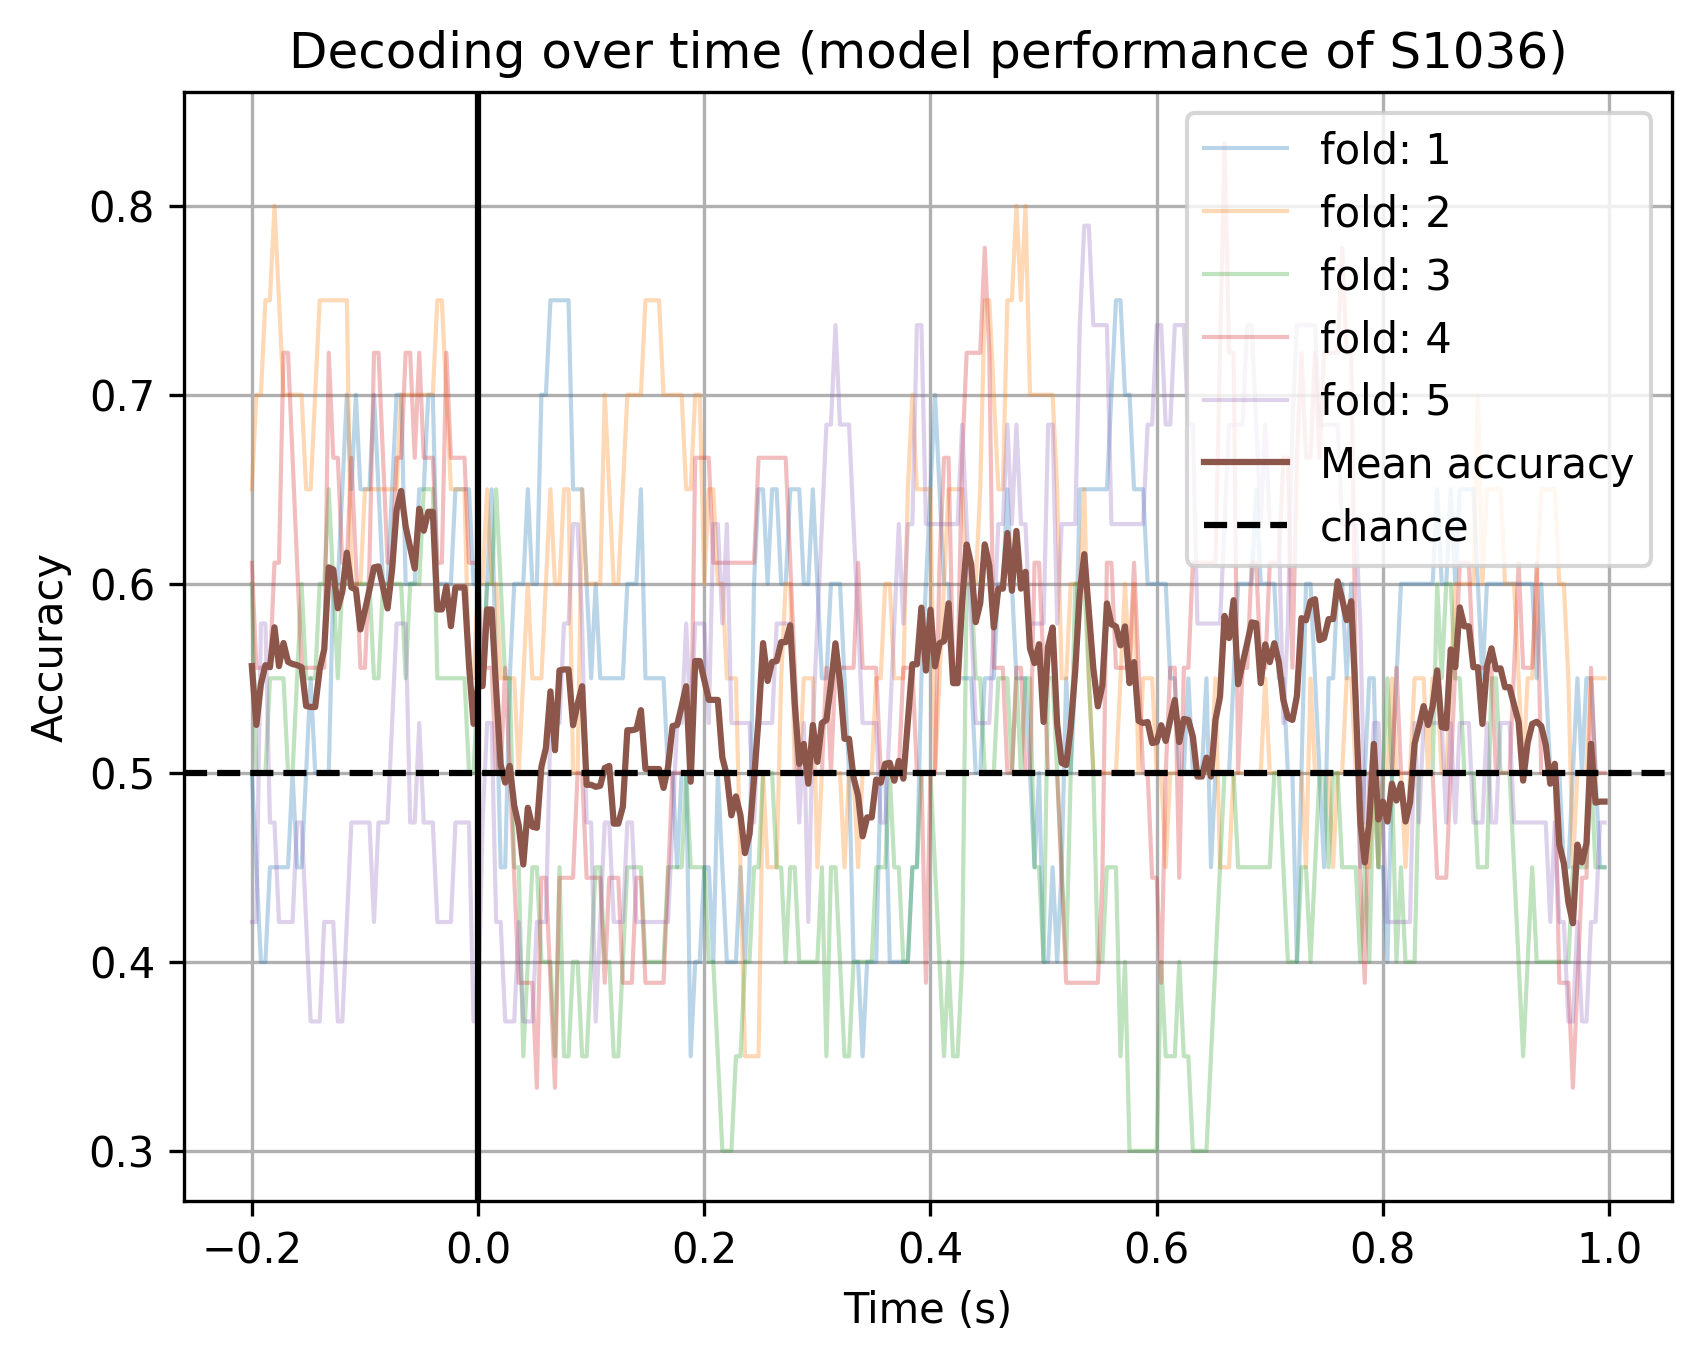 Decoding over time (model performance of S1036)
fold: 1
fold: 2
fold: 3
fold: 4
fold: 5
Mean accuracy
chance
Accuracy
0.8
0.7
0.6
0.5
0.4
0.3
−0.2 0.0 0.2 0.4 0.6 0.8 1.0
Time (s)